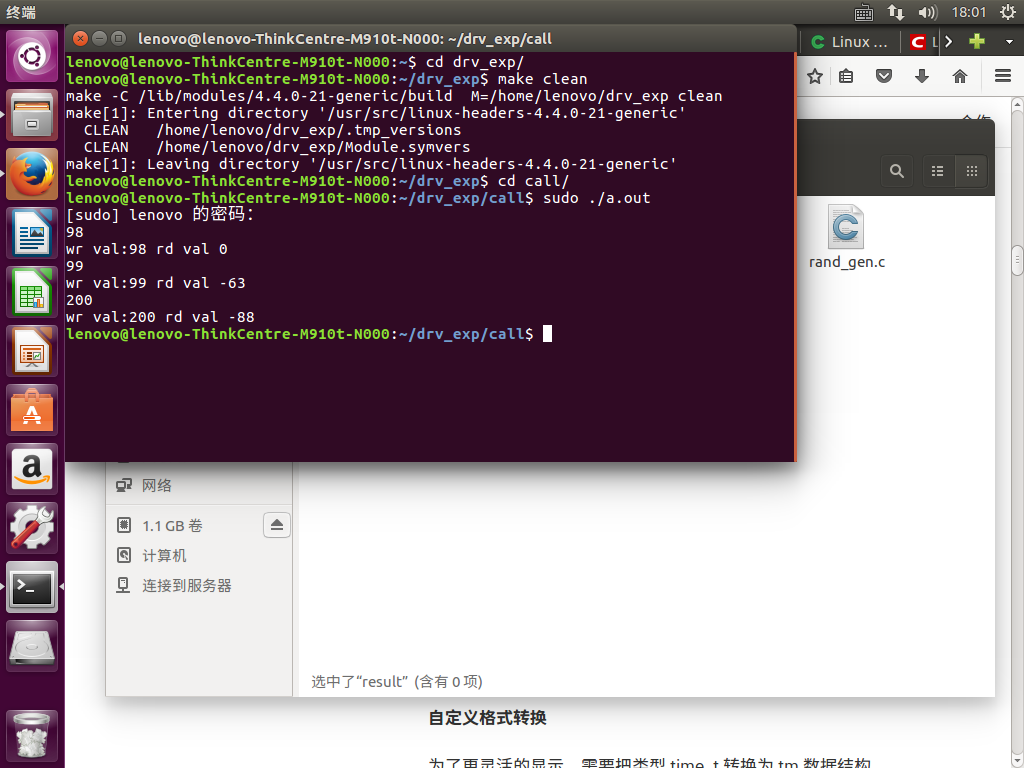 终端
18:01
lenovo@lenovo-ThinkCentre-M910t-N000: ~/drv_exp/call
Linux ...
L
lenovo@lenovo-ThinkCentre-M910t-N000:~$ cd drv_exp/
lenovo@lenovo-ThinkCentre-M910t-N000:~/drv_exp$ make clean
make -C /lib/modules/4.4.0-21-generic/build  M=/home/lenovo/drv_exp clean
make[1]: Entering directory '/usr/src/linux-headers-4.4.0-21-generic'
  CLEAN   /home/lenovo/drv_exp/.tmp_versions
  CLEAN   /home/lenovo/drv_exp/Module.symvers
make[1]: Leaving directory '/usr/src/linux-headers-4.4.0-21-generic'
lenovo@lenovo-ThinkCentre-M910t-N000:~/drv_exp$ cd call/
lenovo@lenovo-ThinkCentre-M910t-N000:~/drv_exp/call$ sudo ./a.out
[sudo] lenovo 的密码：
98
wr val:98 rd val 0
99
wr val:99 rd val -63
200
wr val:200 rd val -88
lenovo@lenovo-ThinkCentre-M910t-N000:~/drv_exp/call$
rand_gen.c
网络
1.1 GB 卷
计算机
连接到服务器
选中了“result” (含有 0 项)
自定义格式转换
为了更灵活的显示，需要把类型 time_t 转换为 tm 数据结构